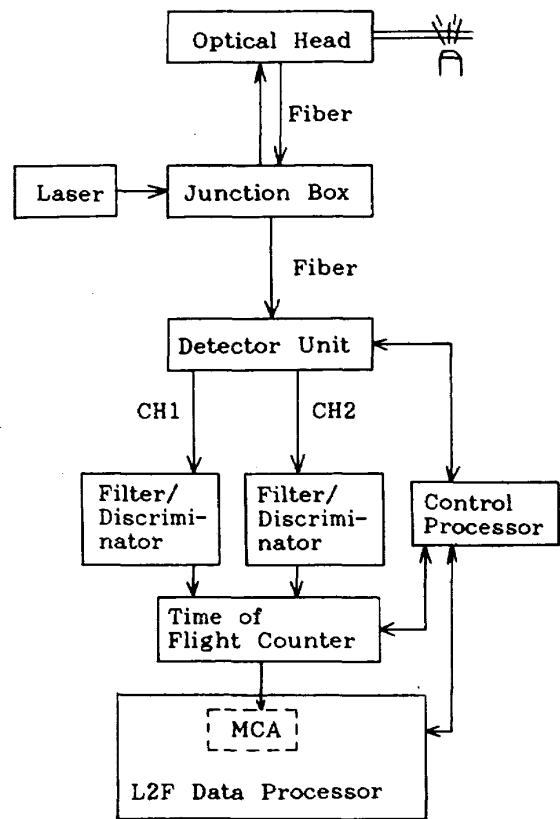 Optical Head
Fiber
Laser
Junction Box
Fiber
Detector Unit
CH1
CH2
Filter/
Discrimi-
nator
Filter/
Discrimi-
nator
Control
Processor
Time of
Flight Counter
MCA
L2F Data Processor